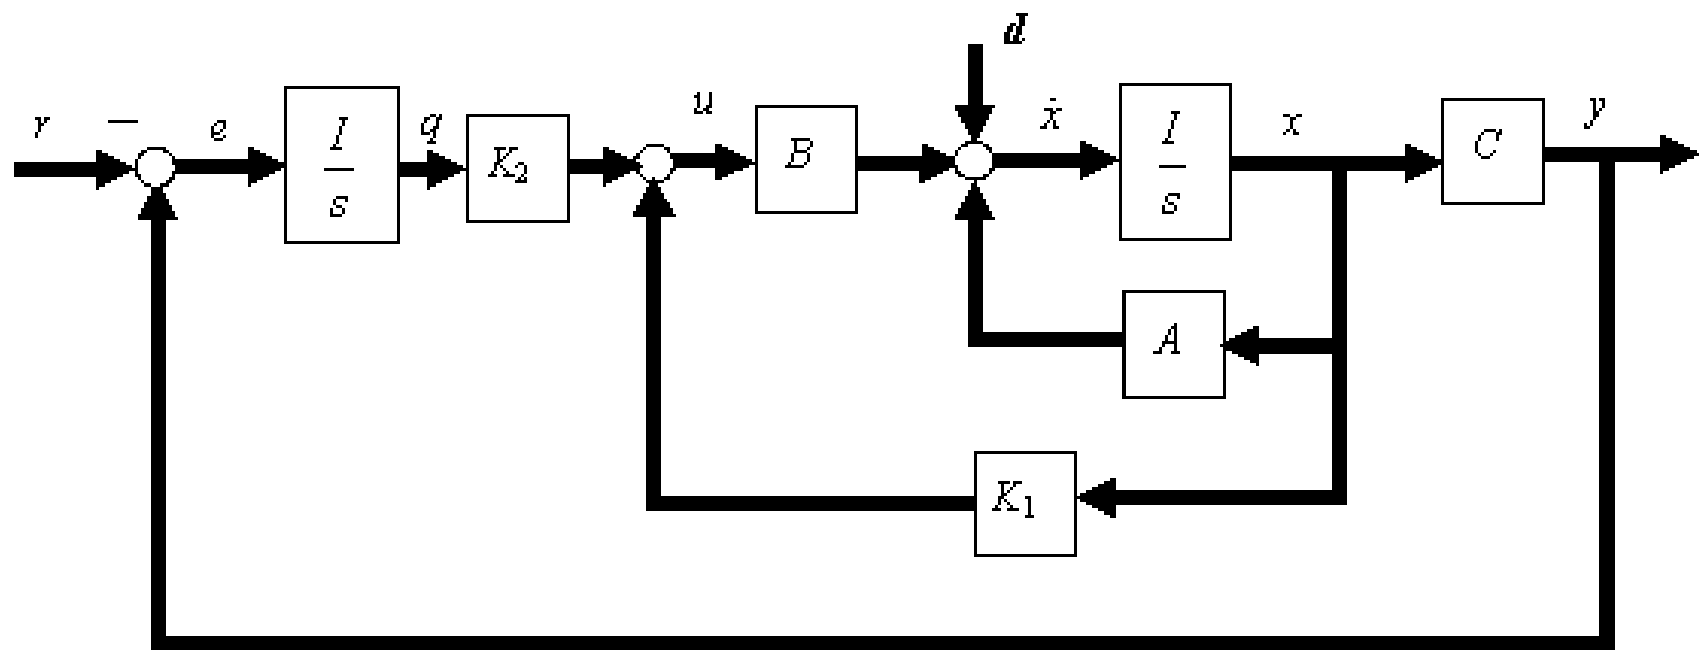 d
r − e I/s q K₂ u B ẋ I/s x C y
A
K₁